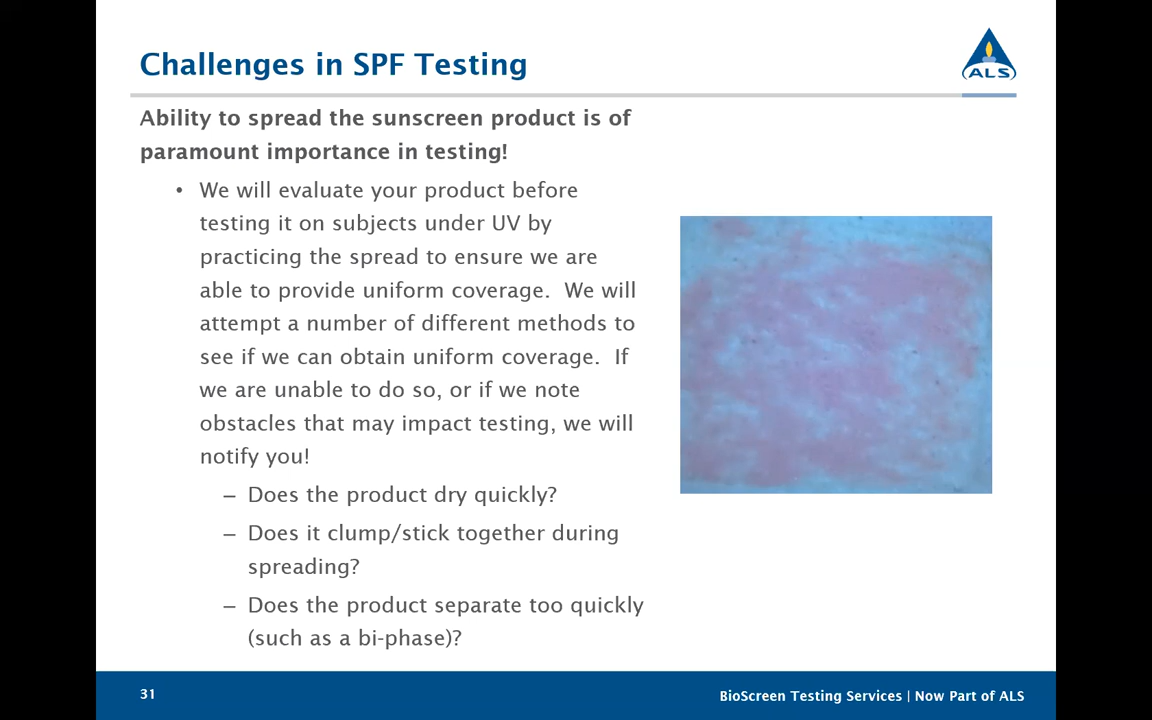 Challenges in SPF Testing
ALS
Ability to spread the sunscreen product is of
paramount importance in testing!
• We will evaluate your product before
testing it on subjects under UV by
practicing the spread to ensure we are
able to provide uniform coverage.  We will
attempt a number of different methods to
see if we can obtain uniform coverage.  If
we are unable to do so, or if we note
obstacles that may impact testing, we will
notify you!
– Does the product dry quickly?
– Does it clump/stick together during
spreading?
– Does the product separate too quickly
(such as a bi-phase)?
31
BioScreen Testing Services | Now Part of ALS